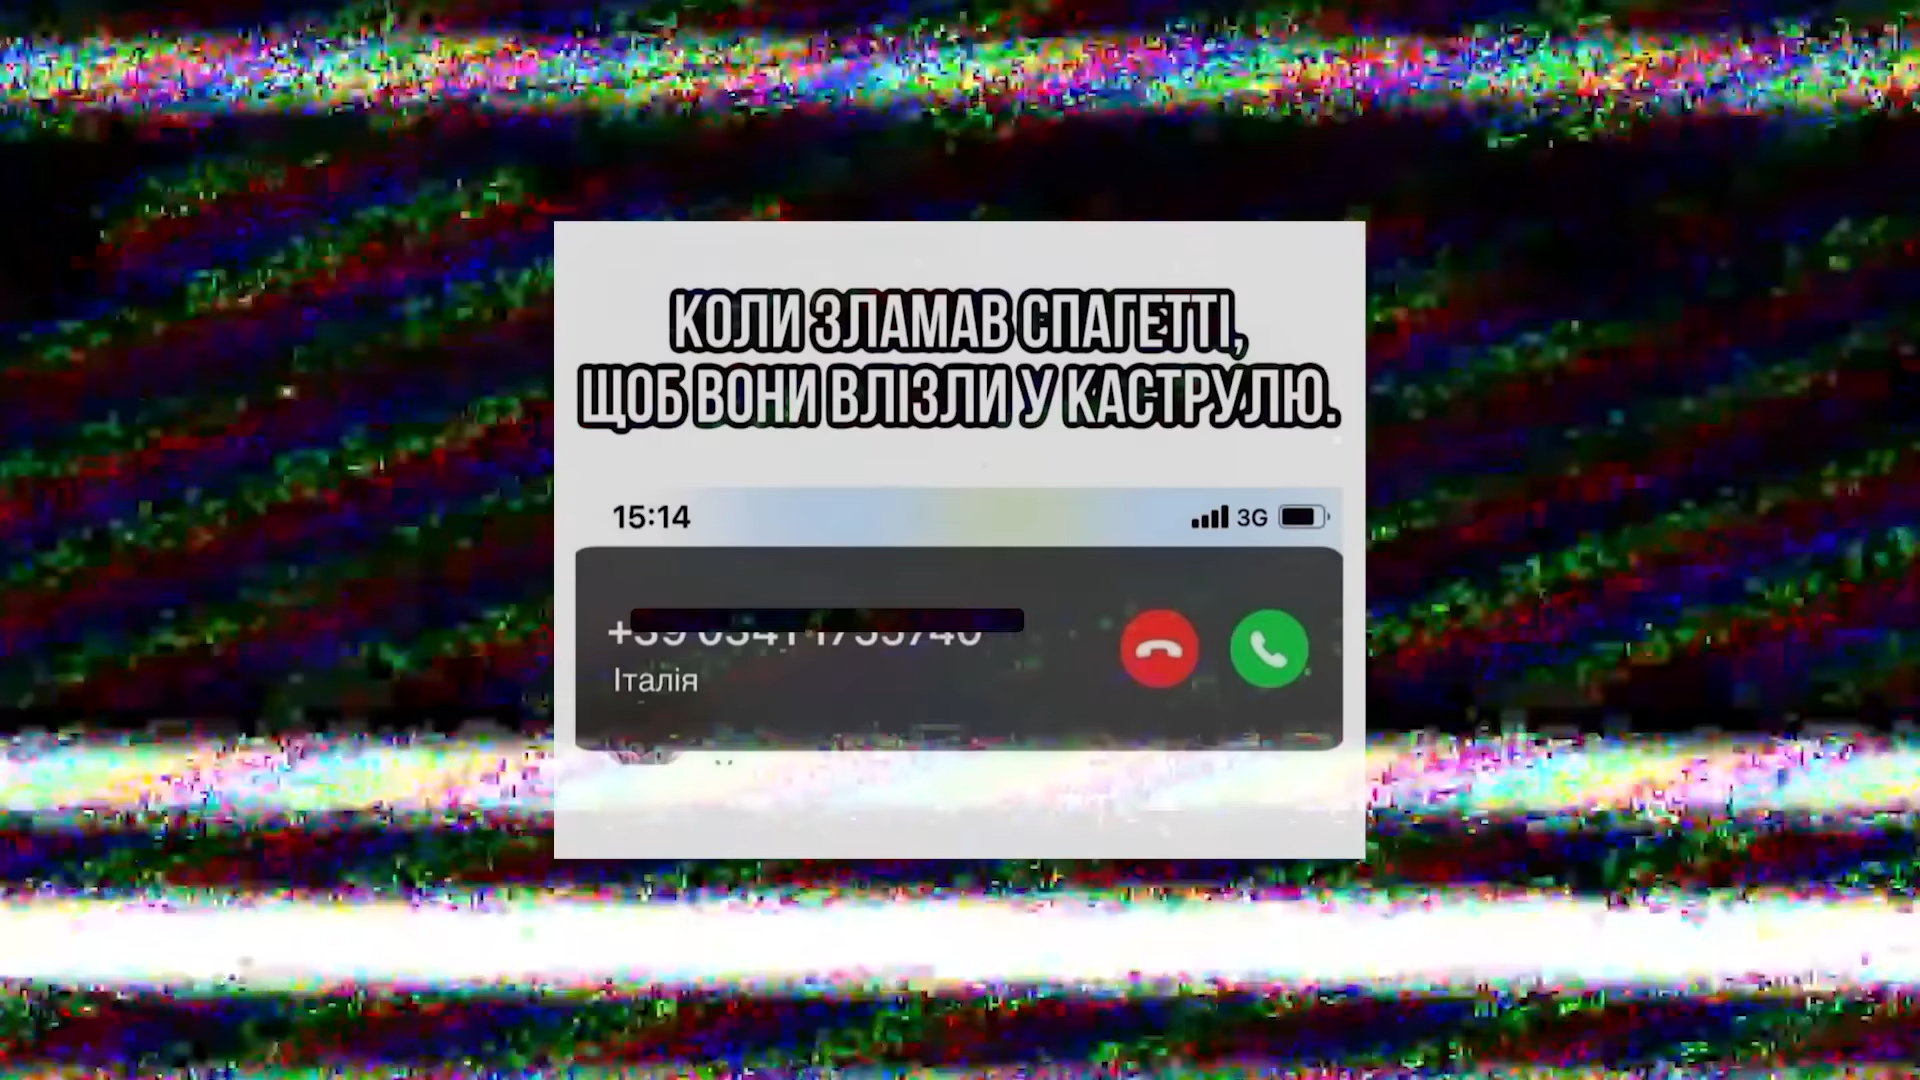 КОЛИ ЗЛАМАВ СПАГЕТТІ,
ЩОБ ВОНИ ВЛІЗЛИ У КАСТРУЛЮ.
15:14
3G
Італія